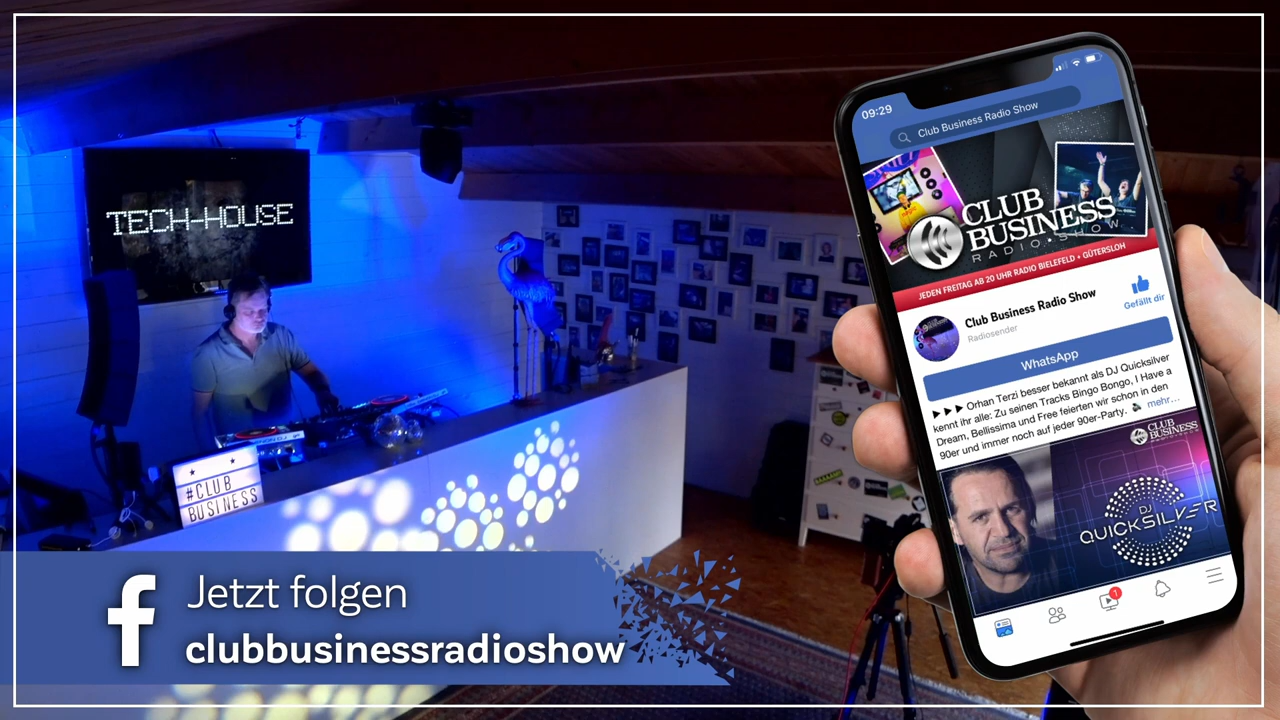 TECH-HOUSE
#CLUB
BUSINESS
Jetzt folgen
clubbusinessradioshow
09:29
Club Business Radio Show
CLUB
BUSINESS
RADIO•SHOW
JEDEN FREITAG AB 20 UHR RADIO BIELEFELD + GÜTERSLOH
Club Business Radio Show
Radiosender
Gefällt dir
WhatsApp
►►► Orhan Terzi besser bekannt als DJ Quicksilver
kennt ihr alle: Zu seinen Tracks Bingo Bongo, I Have a
Dream, Bellissima und Free feierten wir schon in den
90er und immer noch auf jeder 90er-Party. mehr...
CLUB
BUSINESS
DJ
QUICKSILVER
1